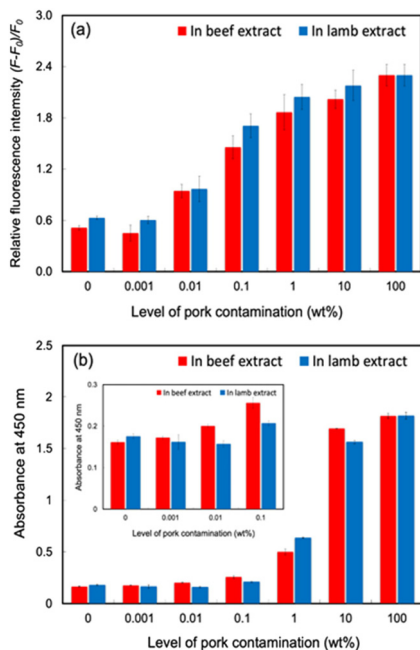 (a)
In beef extract
In lamb extract
Relative fluorescence intemsity (F-F₀)/F₀
3.0
2.4
1.8
1.2
0.6
0.0
0 0.001 0.01 0.1 1 10 100
Level of pork contamination (wt%)
(b)
In beef extract
In lamb extract
Absorbance at 450 nm
2
1.5
1
0.5
0
In beef extract
In lamb extract
Absorbance at 450 nm
0.3
0.2
0.1
0
0 0.001 0.01 0.1
Level of pork contamination (wt%)
0 0.001 0.01 0.1 1 10 100
Level of pork contamination (wt%)